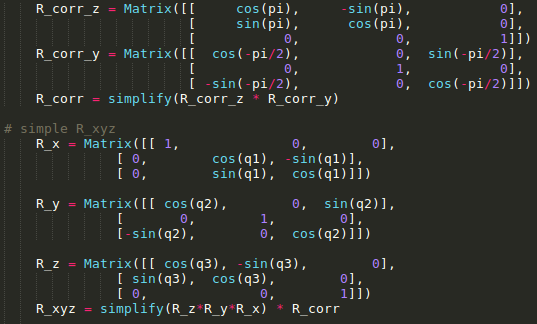 R_corr_z = Matrix([[     cos(pi),     -sin(pi),            0],
                   [     sin(pi),      cos(pi),            0],
                   [           0,            0,            1]])
R_corr_y = Matrix([[  cos(-pi/2),            0,  sin(-pi/2)],
                   [           0,            1,            0],
                   [ -sin(-pi/2),            0,  cos(-pi/2)]])
R_corr = simplify(R_corr_z * R_corr_y)
# simple R_xyz
R_x = Matrix([[ 1,              0,         0],
              [ 0,        cos(q1), -sin(q1)],
              [ 0,        sin(q1),  cos(q1)]])
R_y = Matrix([[ cos(q2),        0,  sin(q2)],
              [       0,        1,        0],
              [-sin(q2),        0,  cos(q2)]])
R_z = Matrix([[ cos(q3), -sin(q3),        0],
              [ sin(q3),  cos(q3),        0],
              [ 0,              0,        1]])
R_xyz = simplify(R_z*R_y*R_x) * R_corr